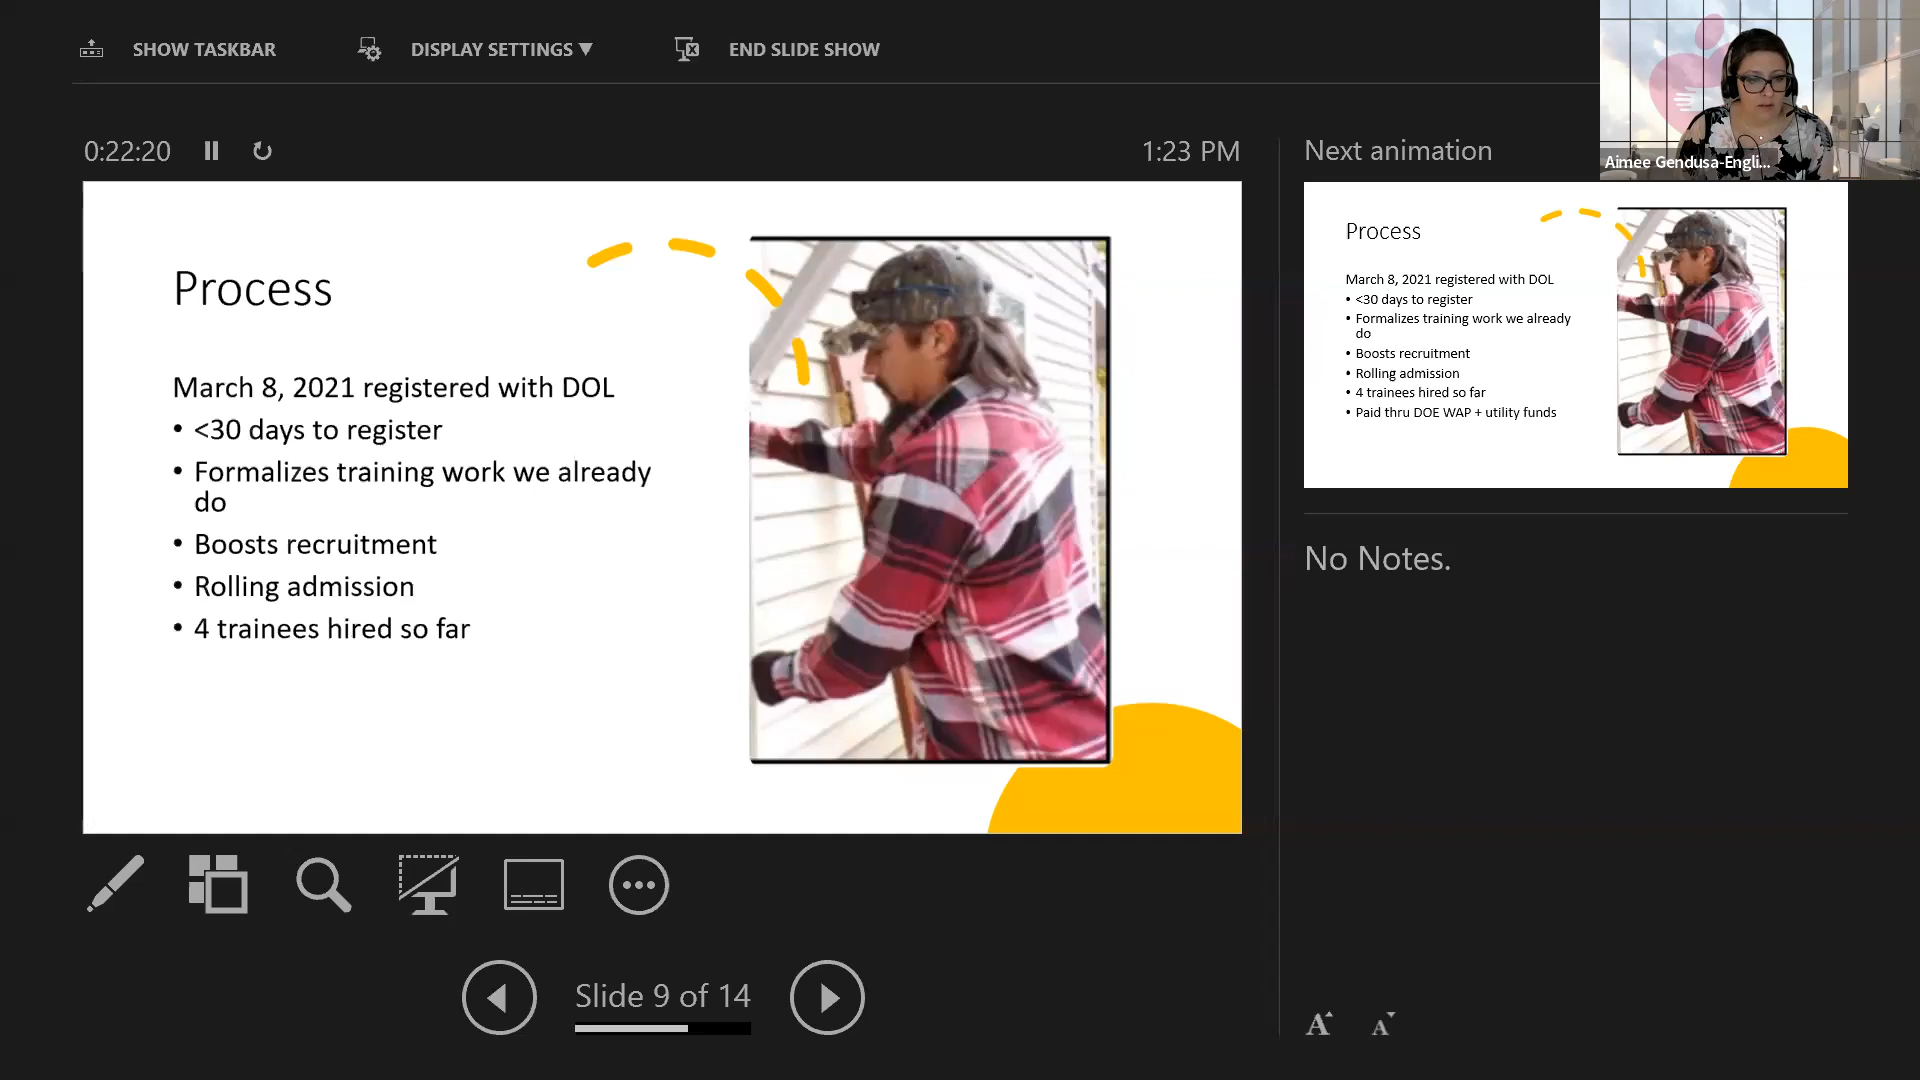 SHOW TASKBAR
DISPLAY SETTINGS ▼
END SLIDE SHOW
Aimee Gendusa-Engli...
0:22:20
1:23 PM
Process
March 8, 2021 registered with DOL
• <30 days to register
• Formalizes training work we already
do
• Boosts recruitment
• Rolling admission
• 4 trainees hired so far
Slide 9 of 14
Next animation
Process
March 8, 2021 registered with DOL
• <30 days to register
• Formalizes training work we already
do
• Boosts recruitment
• Rolling admission
• 4 trainees hired so far
• Paid thru DOE WAP + utility funds
No Notes.
A A